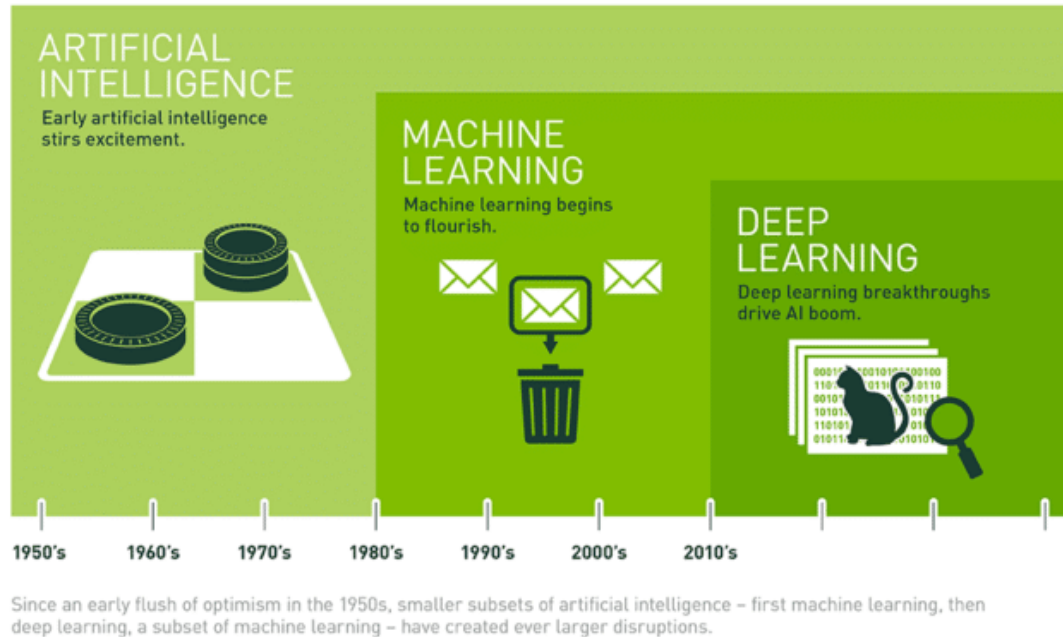 ARTIFICIAL
INTELLIGENCE
Early artificial intelligence
stirs excitement.
MACHINE
LEARNING
Machine learning begins
to flourish.
DEEP
LEARNING
Deep learning breakthroughs
drive AI boom.
1950's 1960's 1970's 1980's 1990's 2000's 2010's
Since an early flush of optimism in the 1950s, smaller subsets of artificial intelligence – first machine learning, then
deep learning, a subset of machine learning – have created ever larger disruptions.